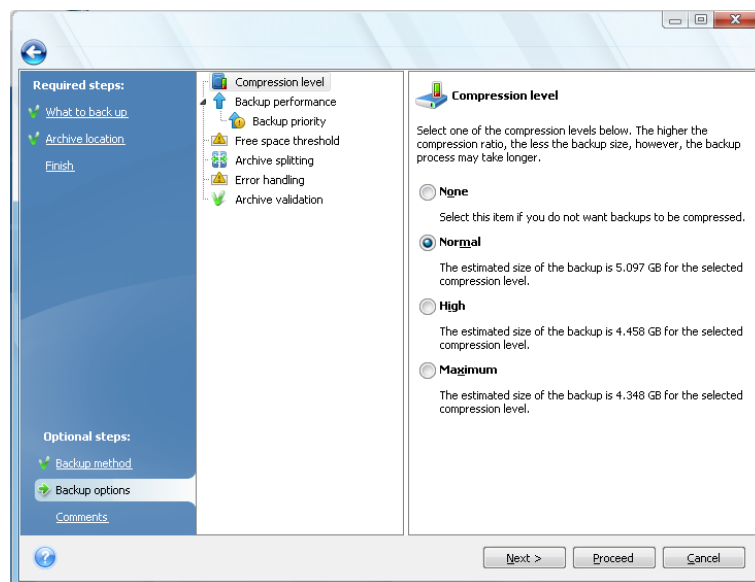 Required steps:
What to back up
Archive location
Finish
Optional steps:
Backup method
Backup options
Comments
Compression level
Backup performance
Backup priority
Free space threshold
Archive splitting
Error handling
Archive validation
Compression level
Select one of the compression levels below. The higher the
compression ratio, the less the backup size, however, the backup
process may take longer.
None
Select this item if you do not want backups to be compressed.
Normal
The estimated size of the backup is 5.097 GB for the selected
compression level.
High
The estimated size of the backup is 4.458 GB for the selected
compression level.
Maximum
The estimated size of the backup is 4.348 GB for the selected
compression level.
Next >
Proceed
Cancel